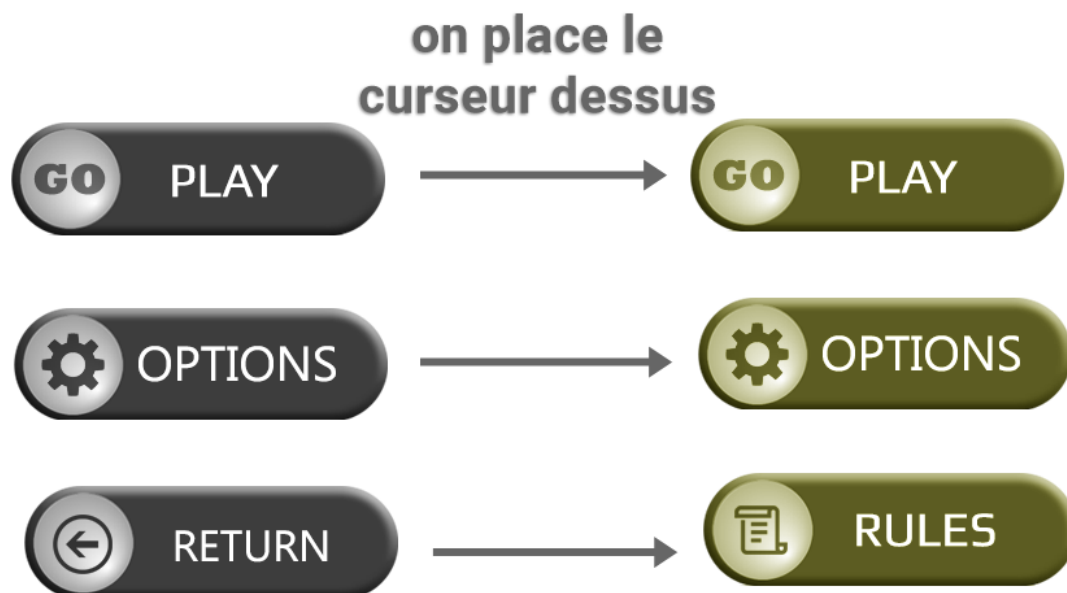 on place le
curseur dessus
GO PLAY
GO PLAY
OPTIONS
OPTIONS
RETURN
RULES